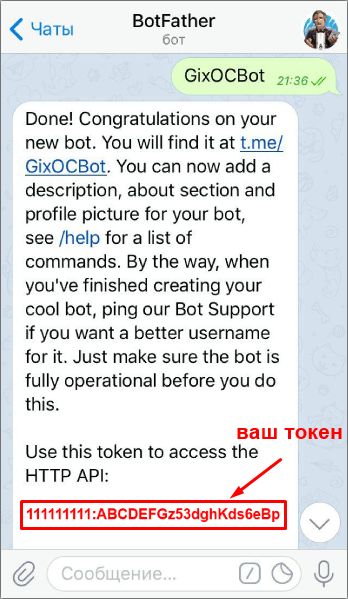 Чаты
BotFather
бот
GixOCBot 21:36
Done! Congratulations on your
new bot. You will find it at t.me/
GixOCBot. You can now add a
description, about section and
profile picture for your bot,
see /help for a list of
commands. By the way, when
you've finished creating your
cool bot, ping our Bot Support
if you want a better username
for it. Just make sure the bot is
fully operational before you do
this.
ваш токен
Use this token to access the
HTTP API:
111111111:ABCDEFGz53dghKds6eBp
Сообщение...